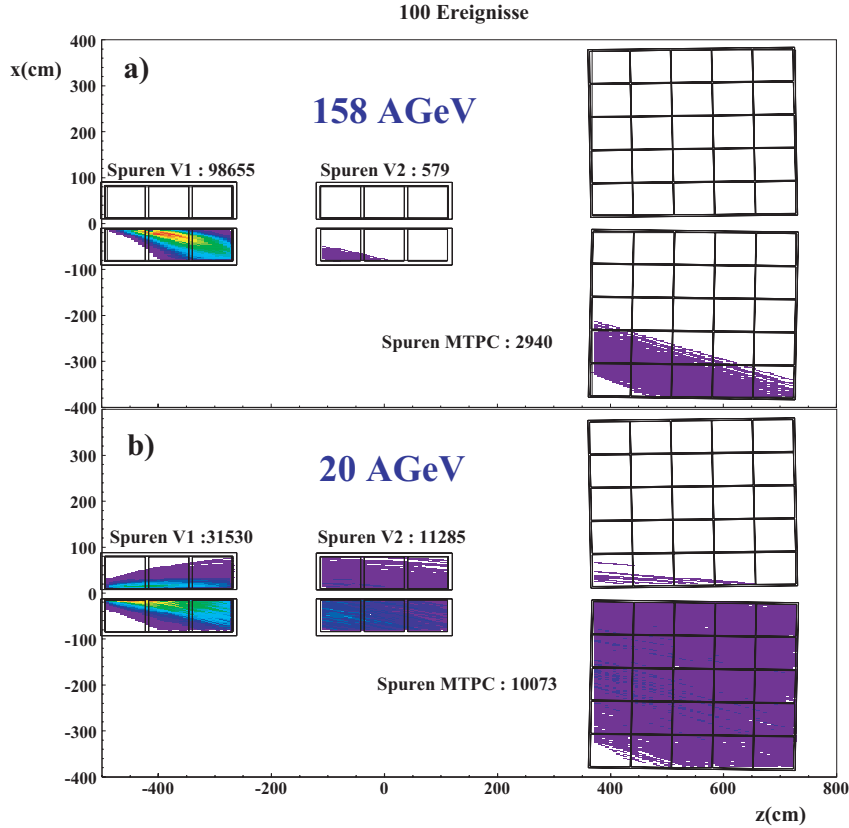 100 Ereignisse
x(cm)
400
300
200
100
0
-100
-200
-300
-400
a)
158 AGeV
Spuren V1 : 98655
Spuren V2 : 579
Spuren MTPC : 2940
300
200
100
0
-100
-200
-300
-400
b)
20 AGeV
Spuren V1 :31530
Spuren V2 : 11285
Spuren MTPC : 10073
-400
-200
0
200
400
600
800
z(cm)